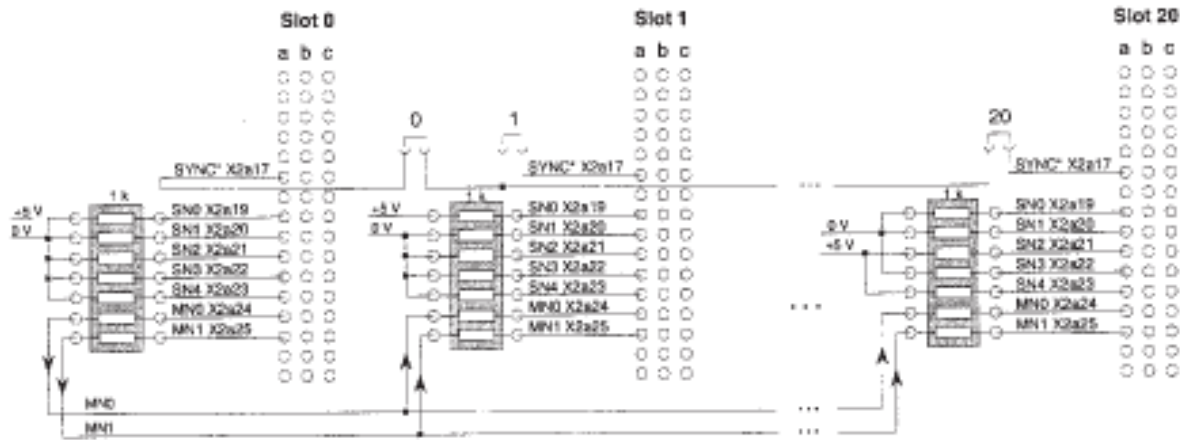 Slot 0
a b c
SYNC* X2a17
1 k
+5 V
0 V
SN0 X2a19
SN1 X2a20
SN2 X2a21
SN3 X2a22
SN4 X2a23
MN0 X2a24
MN1 X2a25
MN0
MN1
0
1
Slot 1
a b c
SYNC* X2a17
1 k
+5 V
0 V
SN0 X2a19
SN1 X2a20
SN2 X2a21
SN3 X2a22
SN4 X2a23
MN0 X2a24
MN1 X2a25
...
...
...
...
20
Slot 20
a b c
SYNC* X2a17
1 k
0 V
+5 V
SN0 X2a19
SN1 X2a20
SN2 X2a21
SN3 X2a22
SN4 X2a23
MN0 X2a24
MN1 X2a25